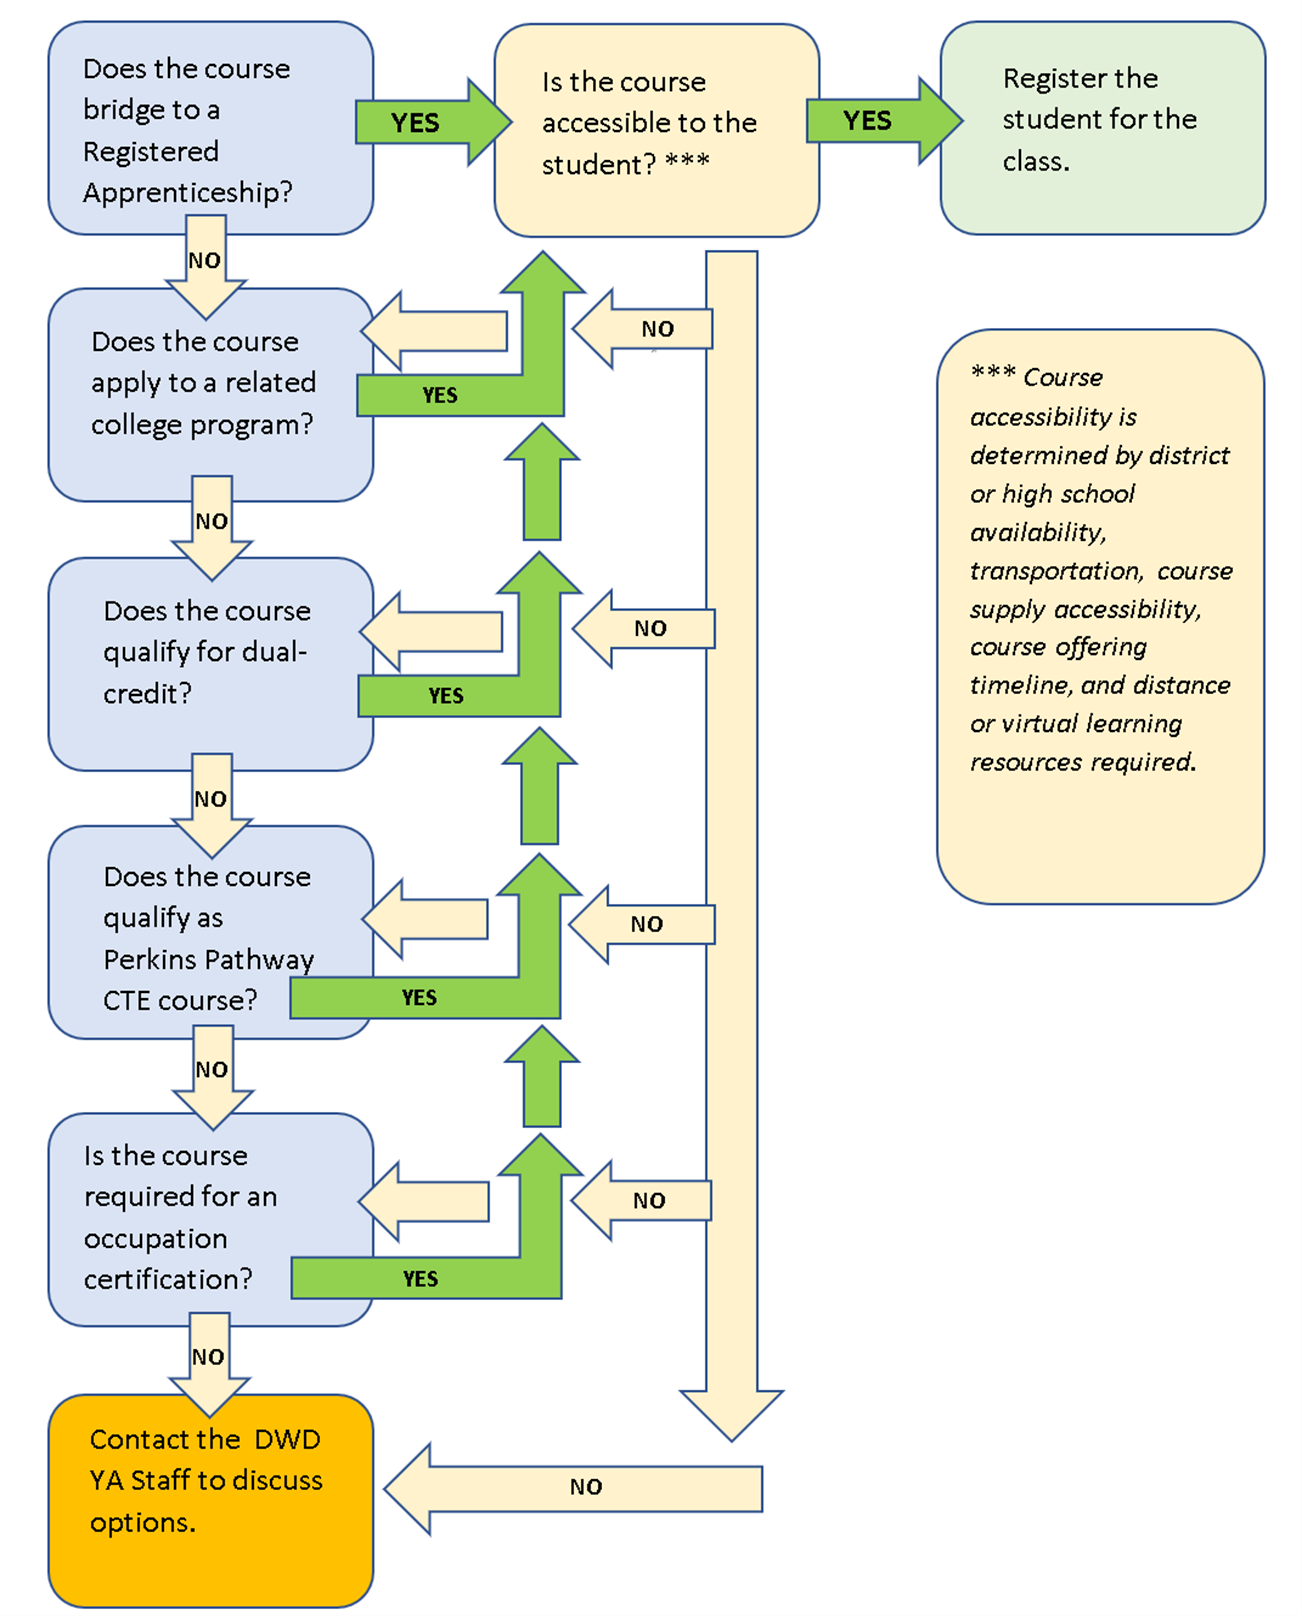 Does the course
bridge to a
Registered
Apprenticeship?
YES
Is the course
accessible to the
student? ***
YES
Register the
student for the
class.
NO
Does the course
apply to a related
college program?
NO
YES
*** Course
accessibility is
determined by district
or high school
availability,
transportation, course
supply accessibility,
course offering
timeline, and distance
or virtual learning
resources required.
NO
Does the course
qualify for dual-
credit?
NO
YES
NO
Does the course
qualify as
Perkins Pathway
CTE course?
NO
YES
NO
Is the course
required for an
occupation
certification?
NO
YES
NO
Contact the DWD
YA Staff to discuss
options.
NO